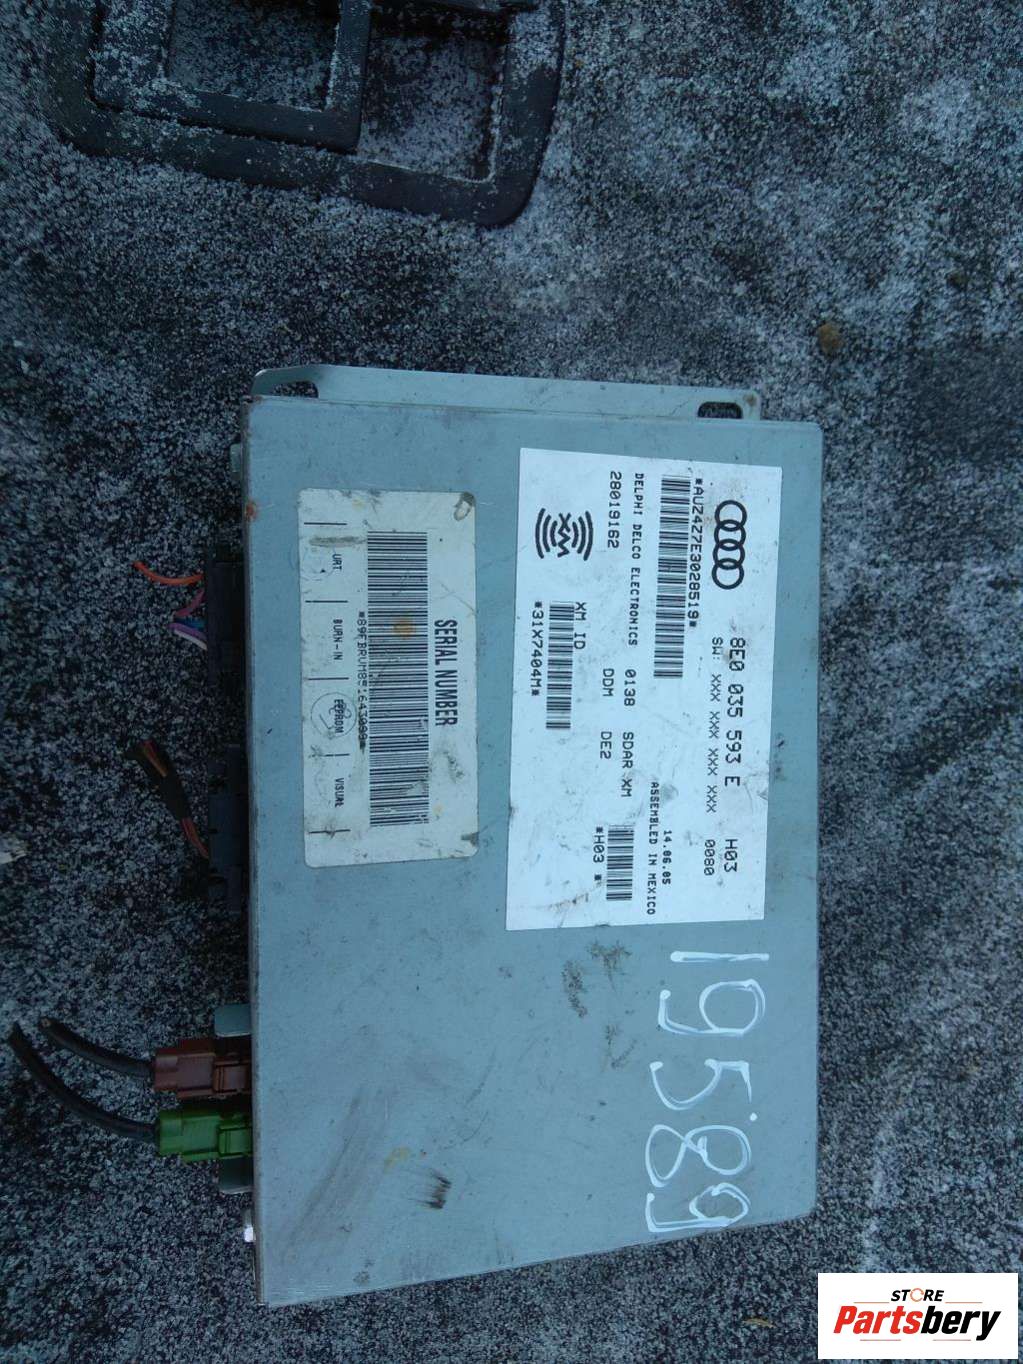 8E0 035 593 E H03
SW: XXX XXX XXX XXX 0080
*AUZ4Z7E3028519*
14.06.05
DELPHI DELCO ELECTRONICS ASSEMBLED IN MEXICO
28019162 0138 SDAR XM
DDM DE2 *H03 *
XM
XM ID
*31X7404M*
SERIAL NUMBER
BURN-IN EEPROM VISUAL
19589
STORE
Partsbery